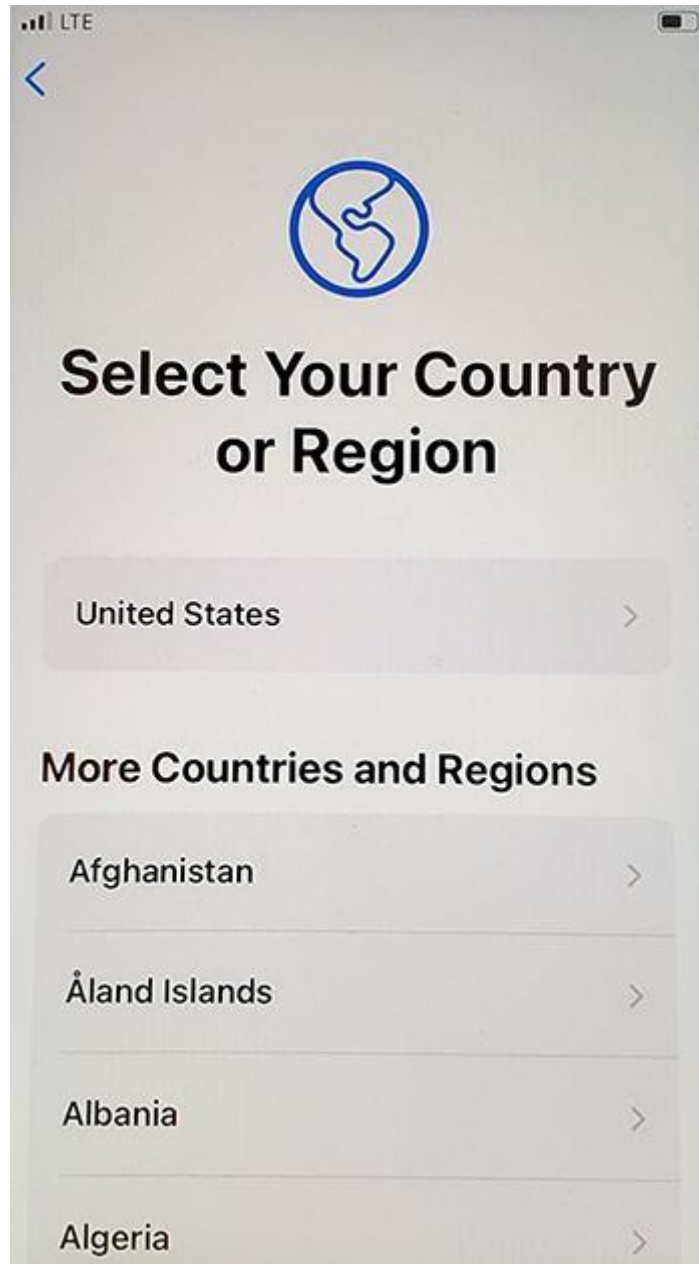 LTE
Select Your Country
or Region
United States
More Countries and Regions
Afghanistan
Åland Islands
Albania
Algeria